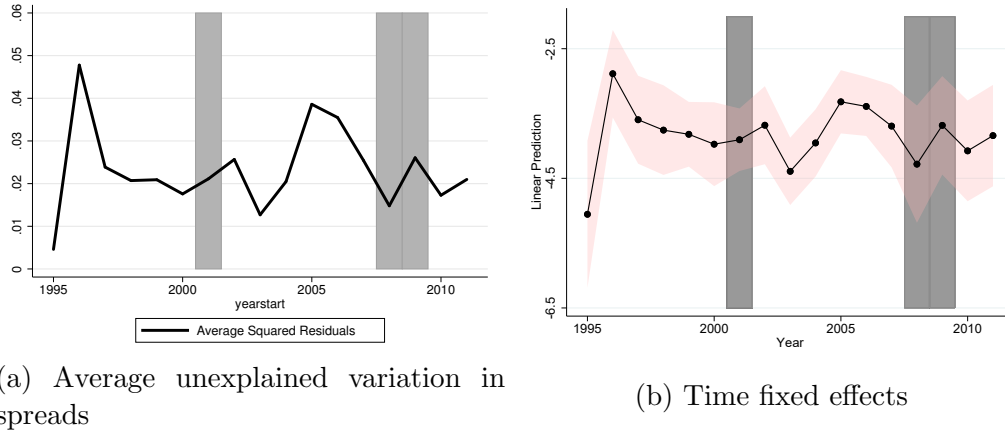 .06
.05
.04
.03
.02
.01
0
1995 2000 2005 2010
yearstart
Average Squared Residuals
(a) Average unexplained variation in
spreads
-2.5
-4.5
-6.5
Linear Prediction
1995 2000 2005 2010
Year
(b) Time fixed effects